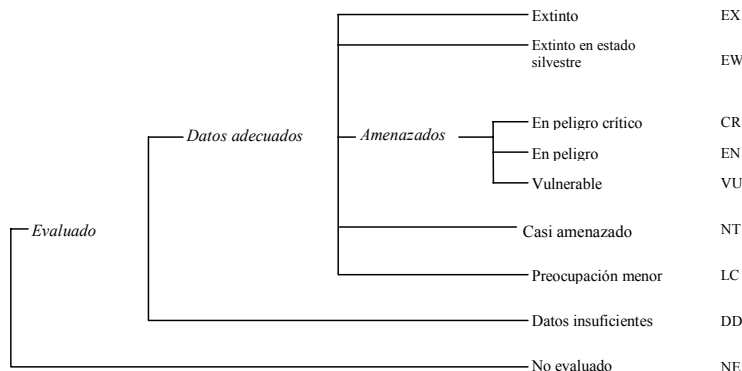 Extinto EX
Extinto en estado
silvestre EW
En peligro crítico CR
Datos adecuados Amenazados
En peligro EN
Vulnerable VU
Evaluado Casi amenazado NT
Preocupación menor LC
Datos insuficientes DD
No evaluado NE